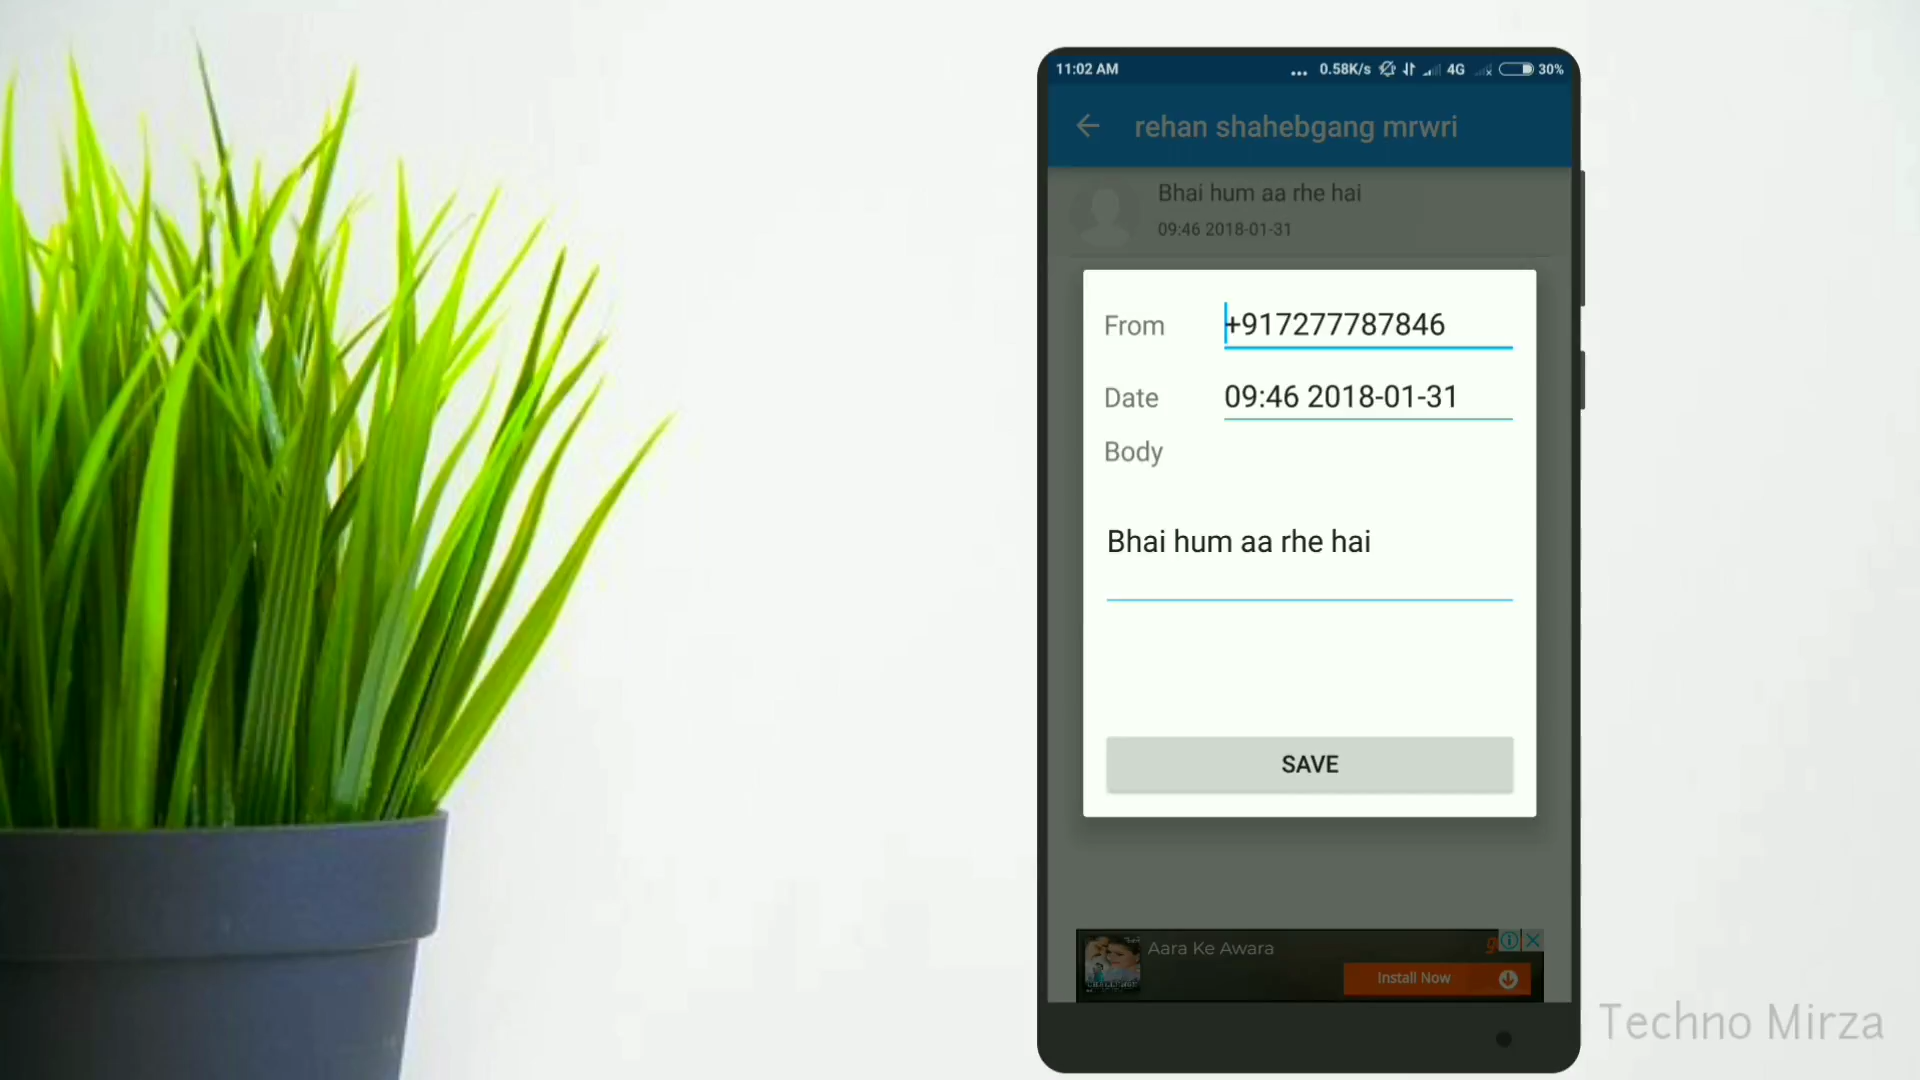 11:02 AM
... 0.58K/s 4G 30%
rehan shahebgang mrwri
Bhai hum aa rhe hai
09:46 2018-01-31
From +917277787846
Date 09:46 2018-01-31
Body
Bhai hum aa rhe hai
SAVE
Aara Ke Awara
Install Now
Techno Mirza